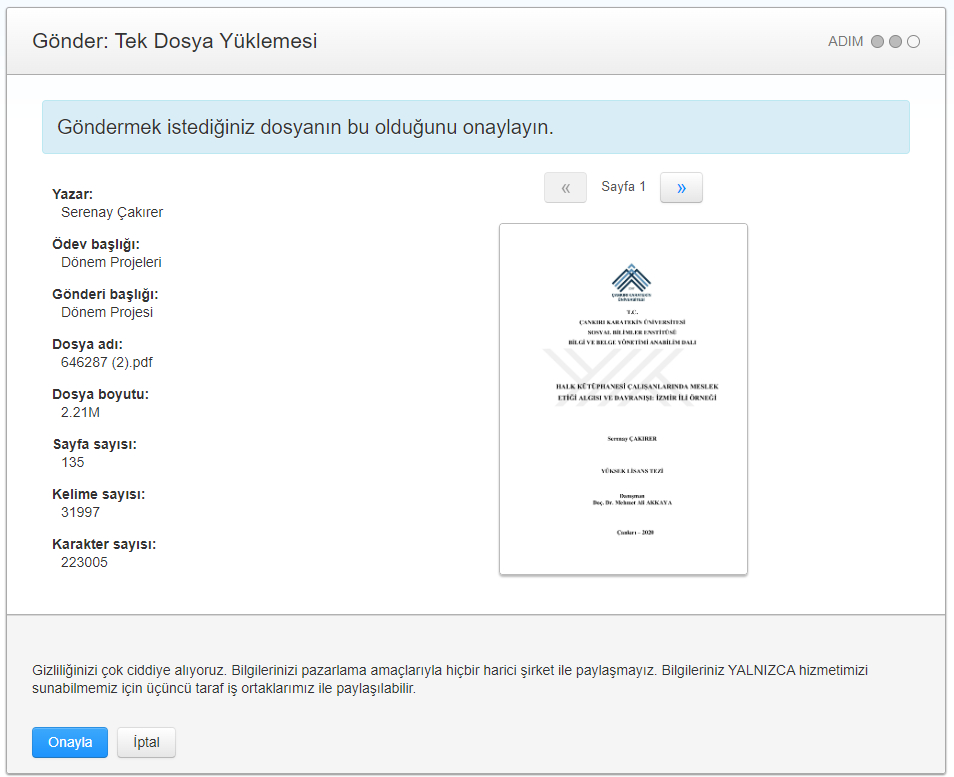 Gönder: Tek Dosya Yüklemesi
ADIM
Göndermek istediğiniz dosyanın bu olduğunu onaylayın.
Yazar:
Serenay Çakırer
Ödev başlığı:
Dönem Projeleri
Gönderi başlığı:
Dönem Projesi
Dosya adı:
646287 (2).pdf
Dosya boyutu:
2.21M
Sayfa sayısı:
135
Kelime sayısı:
31997
Karakter sayısı:
223005
« Sayfa 1 »
ÇANKIRI KARATEKİN
ÜNİVERSİTESİ
T.C.
ÇANKIRI KARATEKİN ÜNİVERSİTESİ
SOSYAL BİLİMLER ENSTİTÜSÜ
BİLGİ VE BELGE YÖNETİMİ ANABİLİM DALI
HALK KÜTÜPHANESİ ÇALIŞANLARINDA MESLEK
ETİĞİ ALGISI VE DAVRANIŞI: İZMİR İLİ ÖRNEĞİ
Serenay ÇAKIRER
YÜKSEK LİSANS TEZİ
Danışman
Doç. Dr. Mehmet Ali AKKAYA
Çankırı – 2020
Gizliliğinizi çok ciddiye alıyoruz. Bilgilerinizi pazarlama amaçlarıyla hiçbir harici şirket ile paylaşmayız. Bilgileriniz YALNIZCA hizmetimizi
sunabilmemiz için üçüncü taraf iş ortaklarımız ile paylaşılabilir.
Onayla İptal